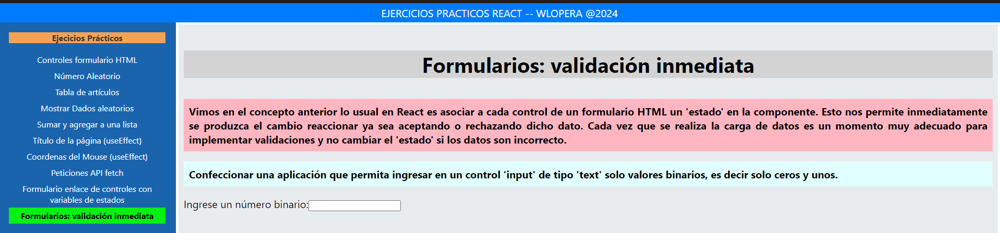 EJERCICIOS PRACTICOS REACT -- WLOPERA @2024
Ejecicios Prácticos
Controles formulario HTML
Número Aleatorio
Tabla de artículos
Mostrar Dados aleatorios
Sumar y agregar a una lista
Título de la página (useEffect)
Coordenas del Mouse (useEffect)
Peticiones API fetch
Formulario enlace de controles con
variables de estados
Formularios: validación inmediata
Formularios: validación inmediata
Vimos en el concepto anterior lo usual en React es asociar a cada control de un formulario HTML un 'estado' en la componente. Esto nos permite inmediatamente
se produzca el cambio reaccionar ya sea aceptando o rechazando dicho dato. Cada vez que se realiza la carga de datos es un momento muy adecuado para
implementar validaciones y no cambiar el 'estado' si los datos son incorrecto.
Confeccionar una aplicación que permita ingresar en un control 'input' de tipo 'text' solo valores binarios, es decir solo ceros y unos.
Ingrese un número binario: